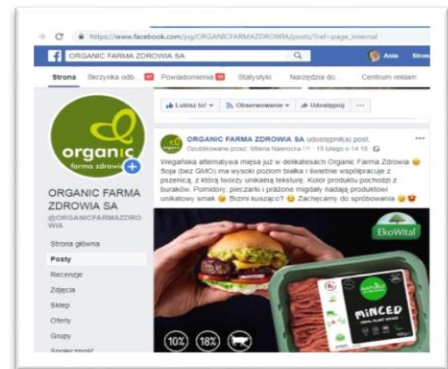 https://www.facebook.com/pg/ORGANICFARMAZDROWIA/posts/?ref=page_internal
ORGANIC FARMA ZDROWIA SA
Ania
Stron
Strona Skrzynka odb... Powiadomienia Statystyki Narzędzia do... Centrum reklam
Lubisz to! Obserwowanie Udostępnij ...
organic
farma zdrowia
ORGANIC FARMA
ZDROWIA SA
@ORGANICFARMAZDRO
WIA
Strona główna
Posty
Recenzje
Zdjęcia
Sklep
Oferty
Grupy
Społeczność
ORGANIC FARMA ZDROWIA SA udostępnił(a) post.
Opublikowane przez: Milena Nawrocka 19 lutego o 14:15
Wegańska alternatywa mięsa już w delikatesach Organic Farma Zdrowia
Soja (bez GMO) ma wysoki poziom białka i świetnie współpracuje z
pszenicą, z którą tworzy unikalną teksturę. Kolor produktu pochodzi z
buraków. Pomidory, pieczarki i prażone migdały nadają produktowi
unikatowy smak Brzmi kusząco? Zachęcamy do spróbowania
EkoWital
MINCED
10% 18%